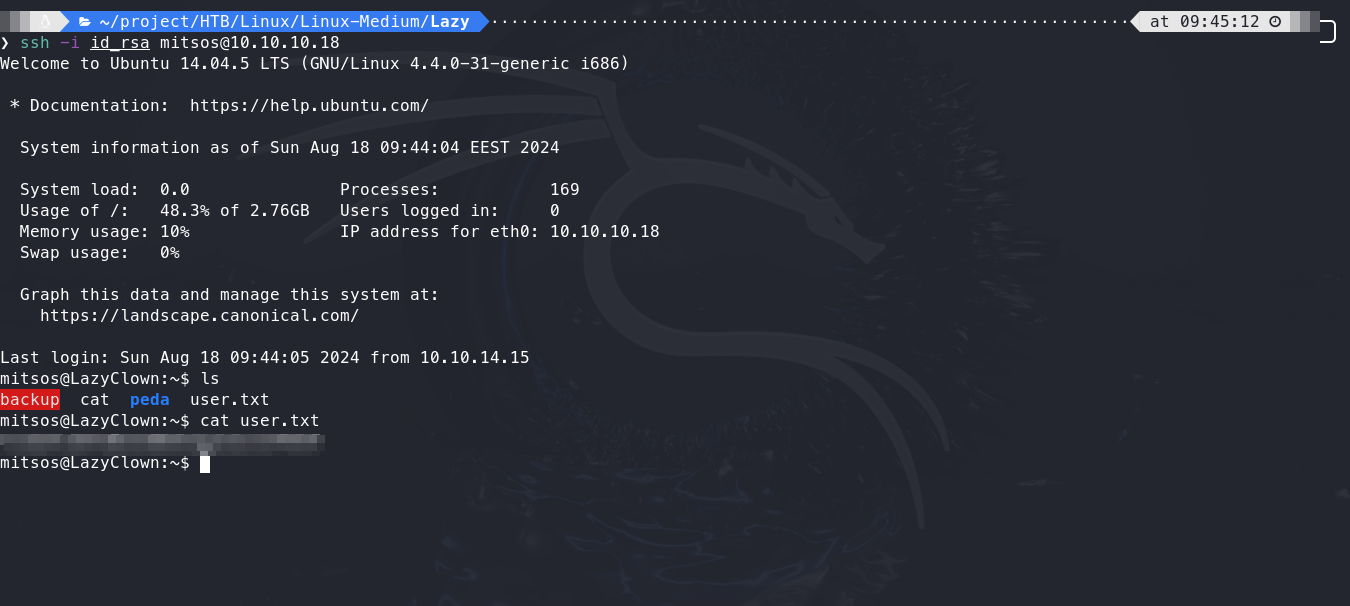 ~/project/HTB/Linux/Linux-Medium/Lazy at 09:45:12
❯ ssh -i id_rsa mitsos@10.10.10.18
Welcome to Ubuntu 14.04.5 LTS (GNU/Linux 4.4.0-31-generic i686)
* Documentation:  https://help.ubuntu.com/
System information as of Sun Aug 18 09:44:04 EEST 2024
System load:  0.0               Processes:           169
Usage of /:   48.3% of 2.76GB   Users logged in:     0
Memory usage: 10%               IP address for eth0: 10.10.10.18
Swap usage:   0%
Graph this data and manage this system at:
https://landscape.canonical.com/
Last login: Sun Aug 18 09:44:05 2024 from 10.10.14.15
mitsos@LazyClown:~$ ls
backup  cat  peda  user.txt
mitsos@LazyClown:~$ cat user.txt
mitsos@LazyClown:~$